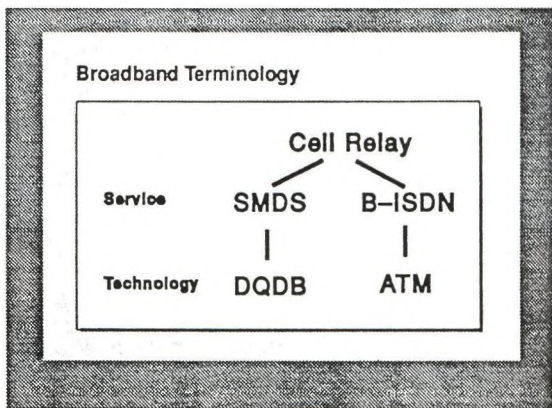 Broadband Terminology
Cell Relay
Service SMDS B–ISDN
Technology DQDB ATM